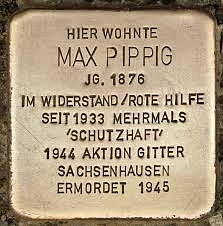 HIER WOHNTE
MAX PIPPIG
JG. 1876
IM WIDERSTAND/ROTE HILFE
SEIT 1933 MEHRMALS
'SCHUTZHAFT'
1944 AKTION GITTER
SACHSENHAUSEN
ERMORDET 1945